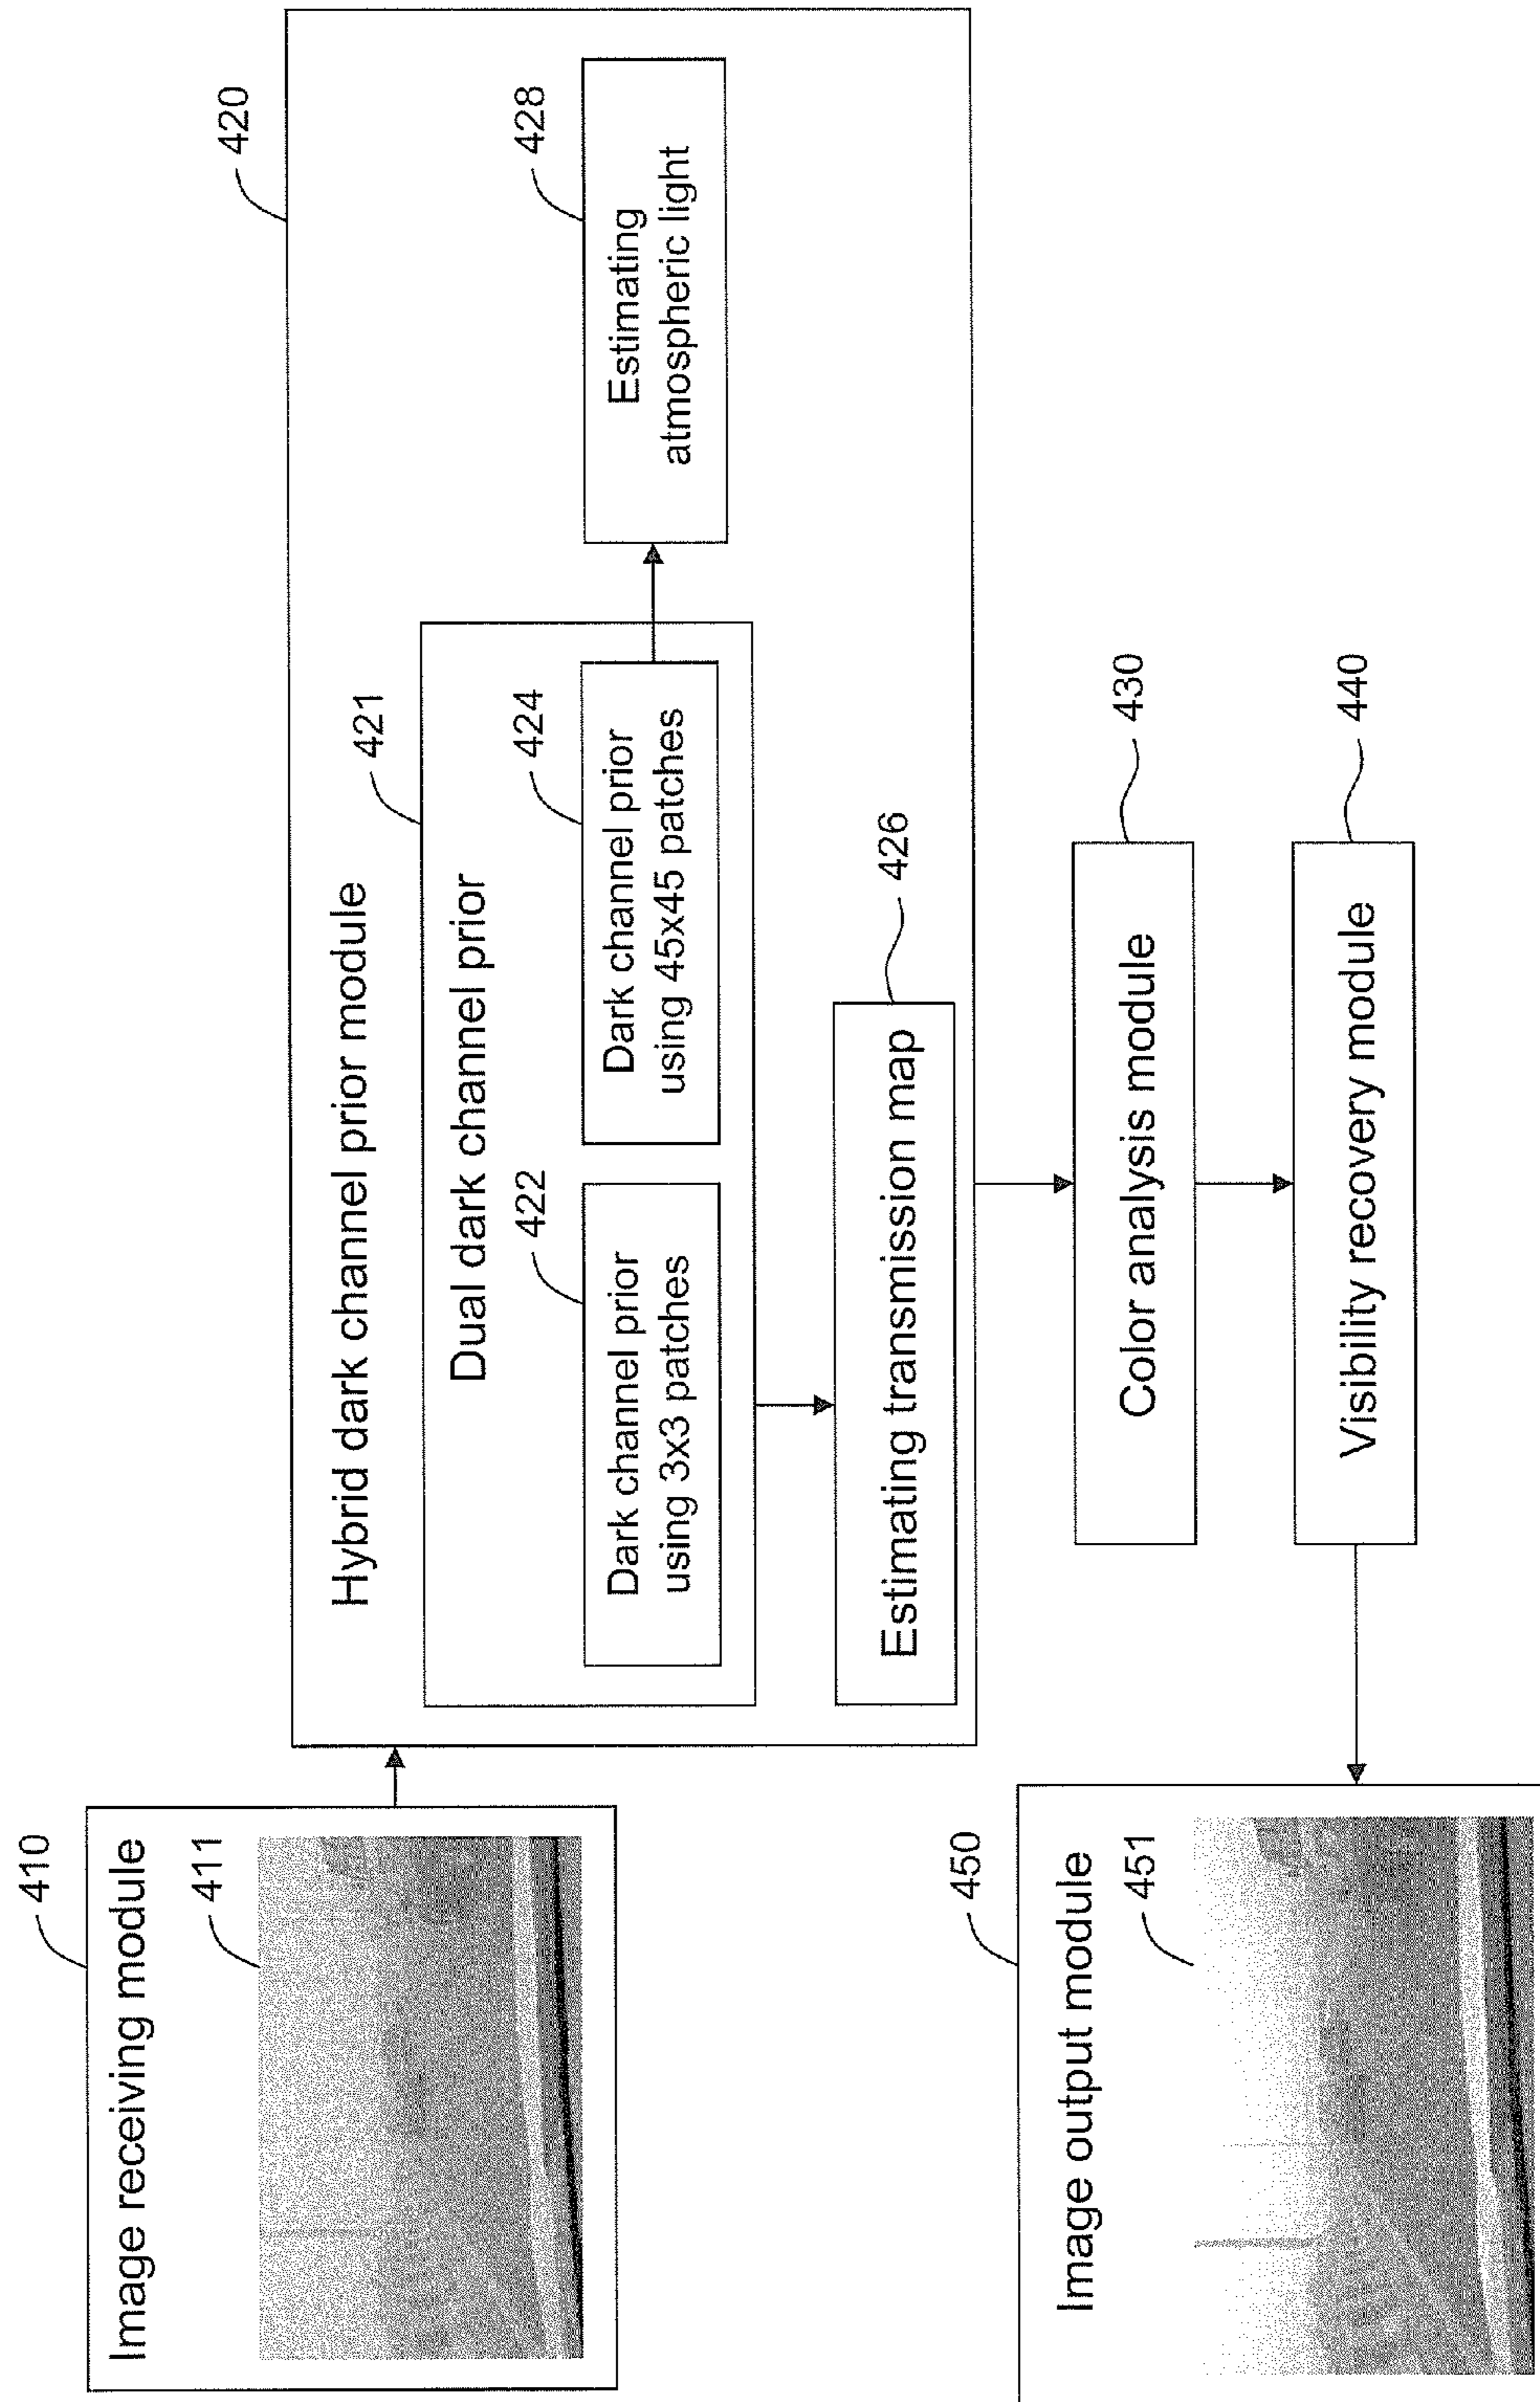 410
Image receiving module
411
420
Hybrid dark channel prior module
421
Dual dark channel prior
422
Dark channel prior
using 3x3 patches
424
Dark channel prior
using 45x45 patches
428
Estimating
atmospheric light
426
Estimating transmission map
430
Color analysis module
440
Visibility recovery module
450
Image output module
451